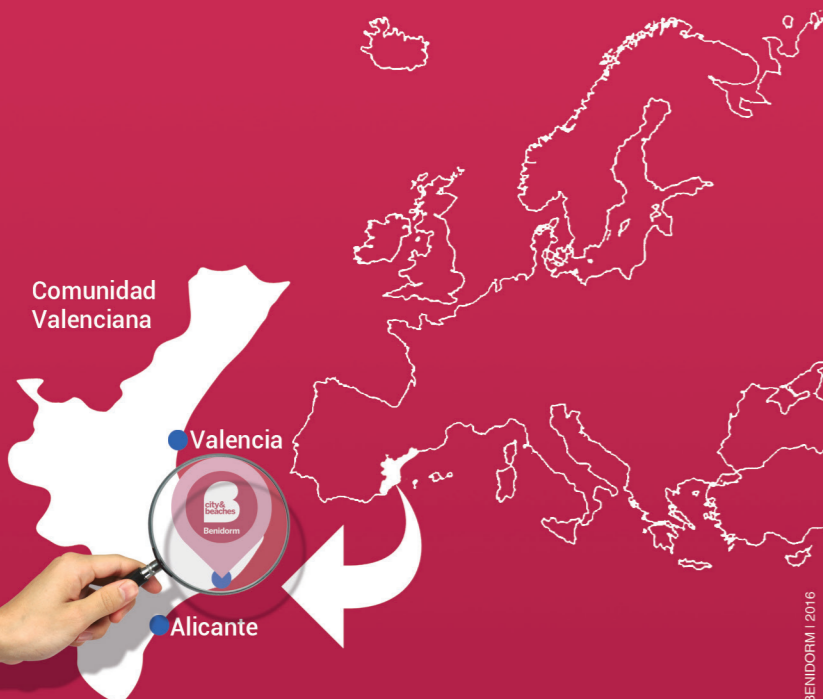 Comunidad
Valenciana
Valencia
B
city&
beaches
Benidorm
Alicante
BENIDORM | 2016